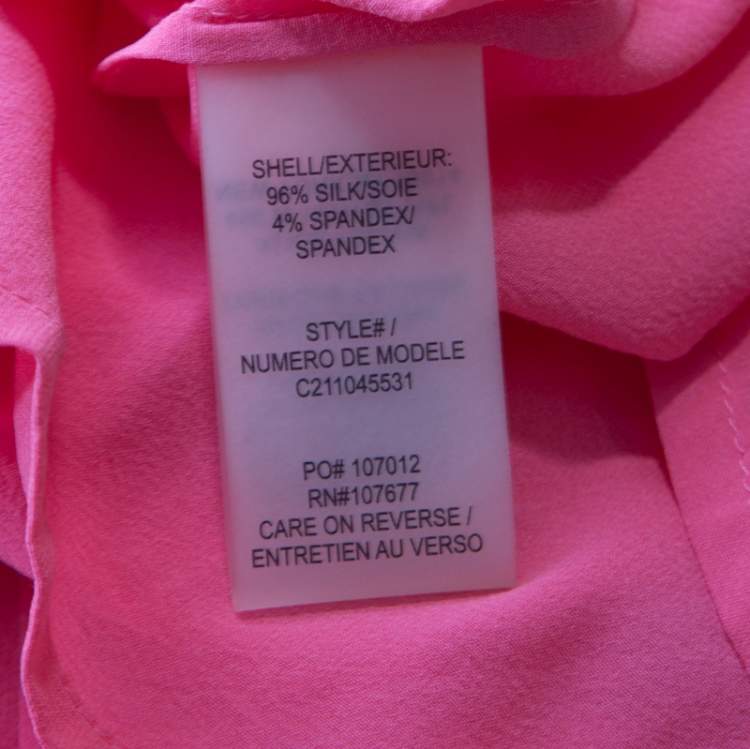 SHELL/EXTERIEUR:
96% SILK/SOIE
4% SPANDEX/
SPANDEX
STYLE# /
NUMERO DE MODELE
C211045531
PO# 107012
RN#107677
CARE ON REVERSE /
ENTRETIEN AU VERSO